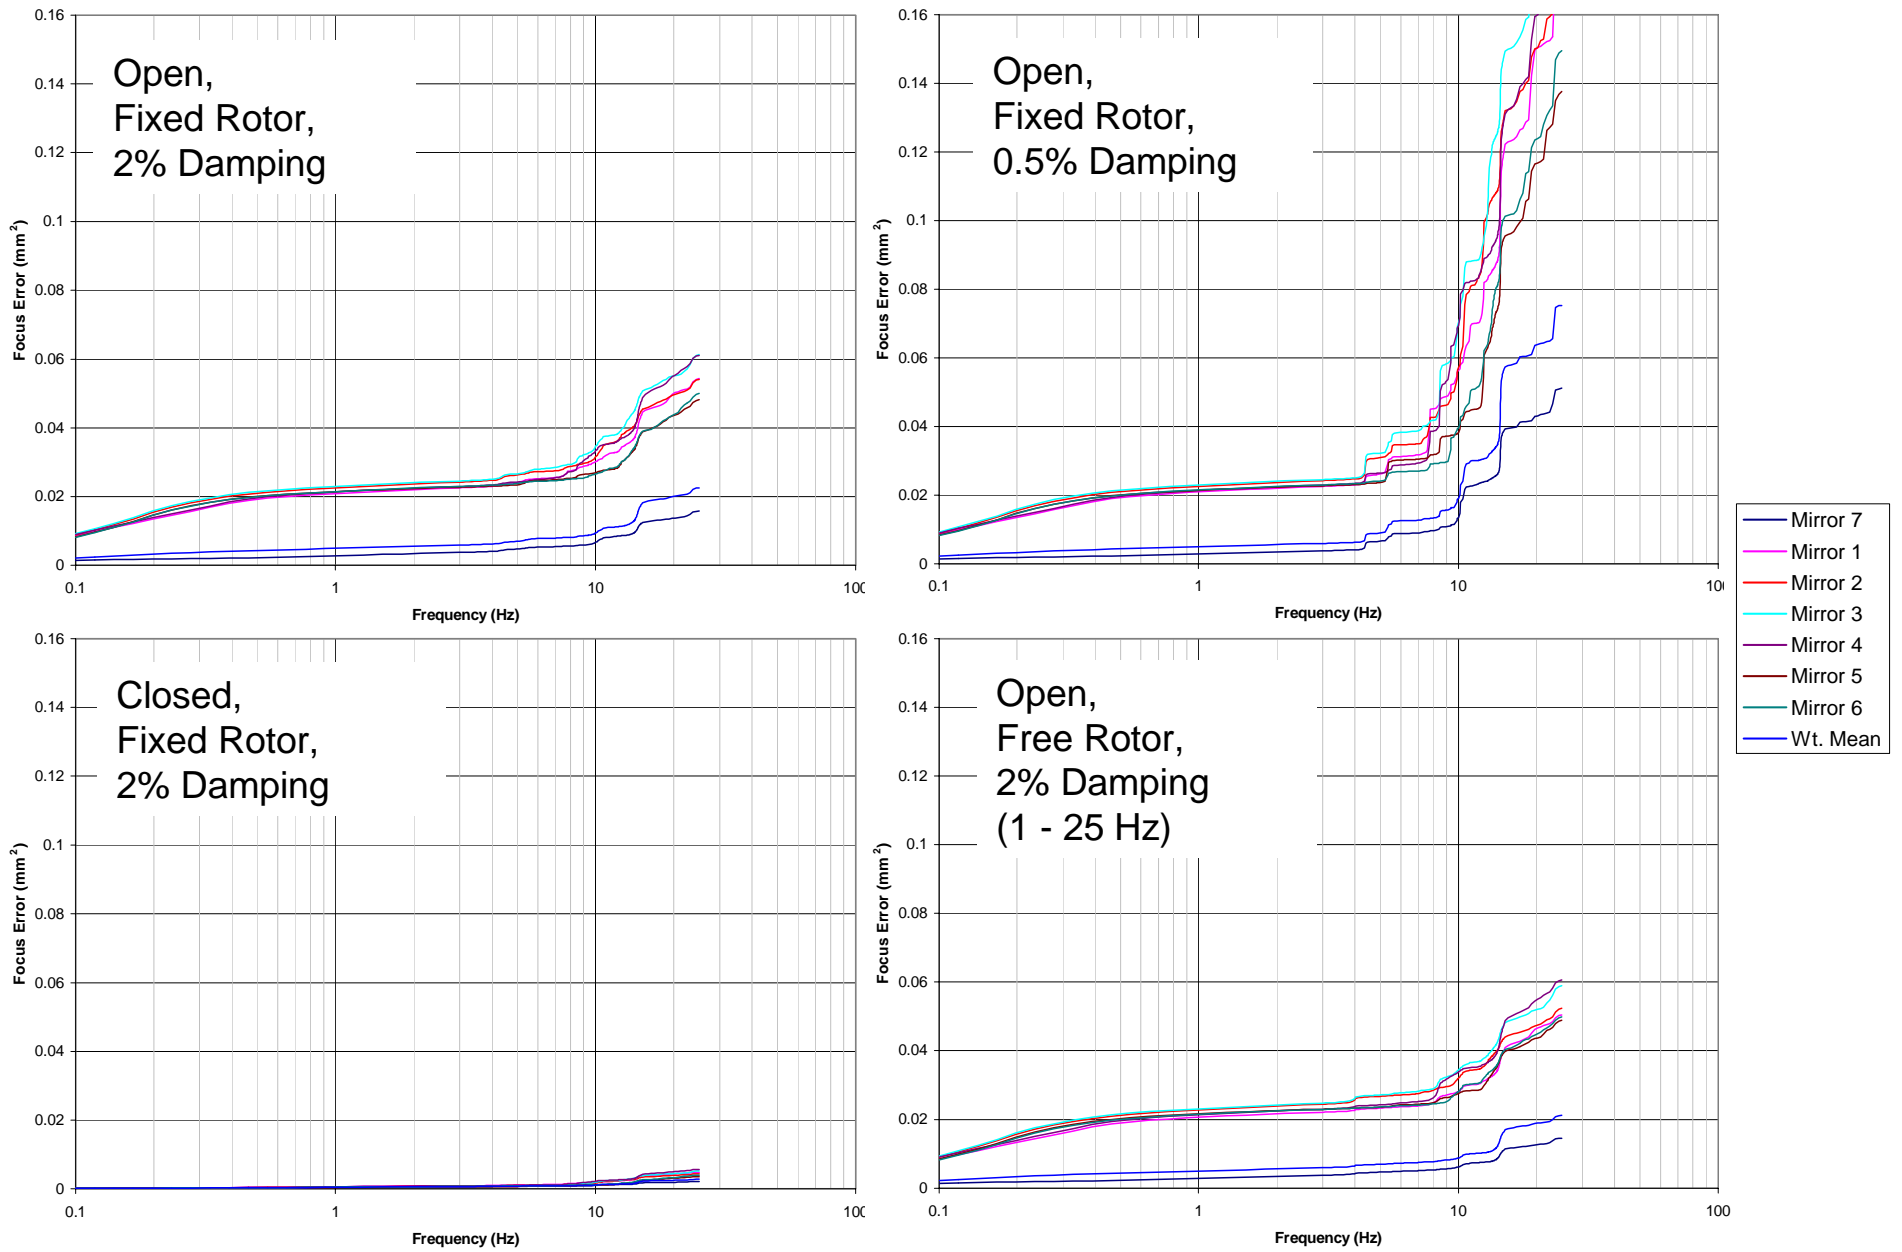 Open,
Fixed Rotor,
2% Damping
0.16
0.14
0.12
0.1
0.08
0.06
0.04
0.02
0
Focus Error (mm²)
0.1 1 10 100
Frequency (Hz)
Open,
Fixed Rotor,
0.5% Damping
0.16
0.14
0.12
0.1
0.08
0.06
0.04
0.02
0
Focus Error (mm²)
0.1 1 10 100
Frequency (Hz)
Closed,
Fixed Rotor,
2% Damping
0.16
0.14
0.12
0.1
0.08
0.06
0.04
0.02
0
Focus Error (mm²)
0.1 1 10 100
Frequency (Hz)
Open,
Free Rotor,
2% Damping
(1 - 25 Hz)
0.16
0.14
0.12
0.1
0.08
0.06
0.04
0.02
0
Focus Error (mm²)
0.1 1 10 100
Frequency (Hz)
Mirror 7
Mirror 1
Mirror 2
Mirror 3
Mirror 4
Mirror 5
Mirror 6
Wt. Mean